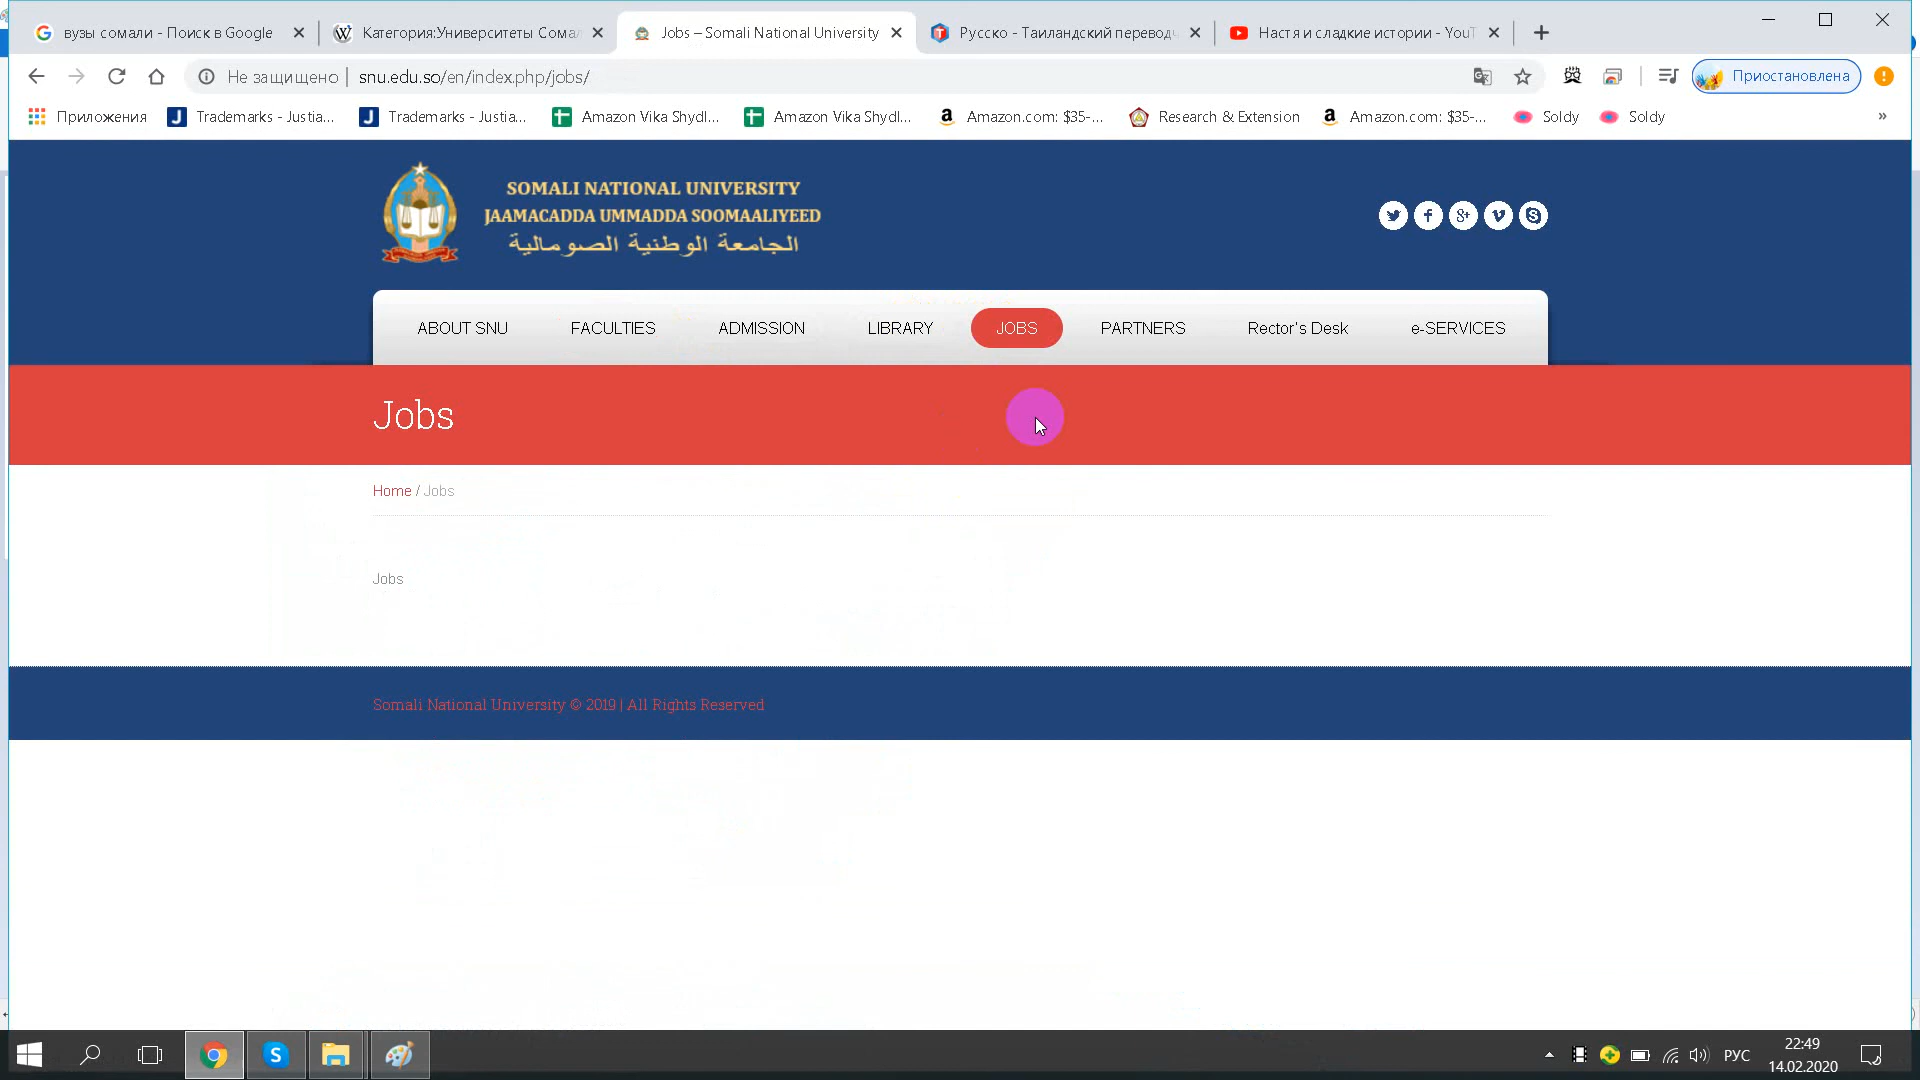 вузы сомали - Поиск в Google
Категория:Университеты Сомал
Jobs – Somali National University
Русско - Таиландский переводч
Настя и сладкие истории - YouT
Не защищено | snu.edu.so/en/index.php/jobs/
Приостановлена
Приложения
Trademarks - Justia...
Trademarks - Justia...
Amazon Vika Shydl...
Amazon Vika Shydl...
Amazon.com: $35-...
Research & Extension
Amazon.com: $35-...
Soldy
Soldy
»
SOMALI NATIONAL UNIVERSITY
JAAMACADDA UMMADDA SOOMAALIYEED
الجامعة الوطنية الصومالية
ABOUT SNU
FACULTIES
ADMISSION
LIBRARY
JOBS
PARTNERS
Rector's Desk
e-SERVICES
Jobs
Home / Jobs
Jobs
Somali National University © 2019 | All Rights Reserved
РУС
22:49
14.02.2020